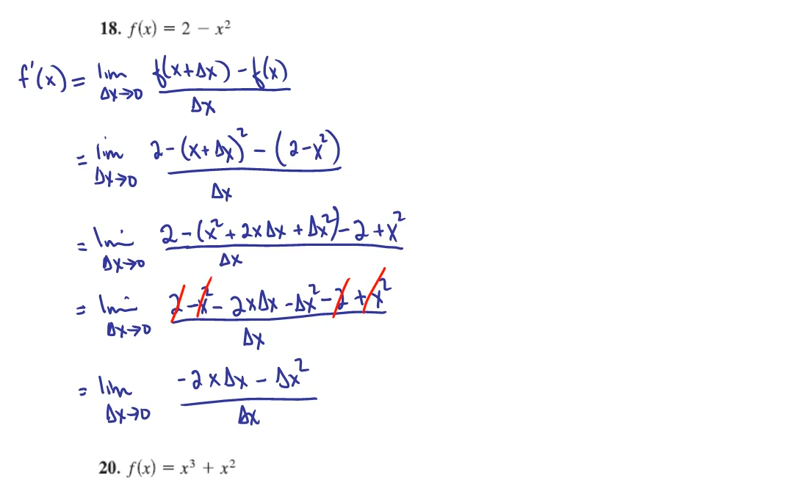 18. f(x) = 2 − x²
f'(x) = lim Δx→0 (f(x+Δx) − f(x)) / Δx
= lim Δx→0 (2 − (x+Δx)² − (2−x²)) / Δx
= lim Δx→0 (2 − (x² + 2xΔx + Δx²) − 2 + x²) / Δx
= lim Δx→0 (2 − x² − 2xΔx − Δx² − 2 + x²) / Δx
= lim Δx→0 (−2xΔx − Δx²) / Δx
20. f(x) = x³ + x²